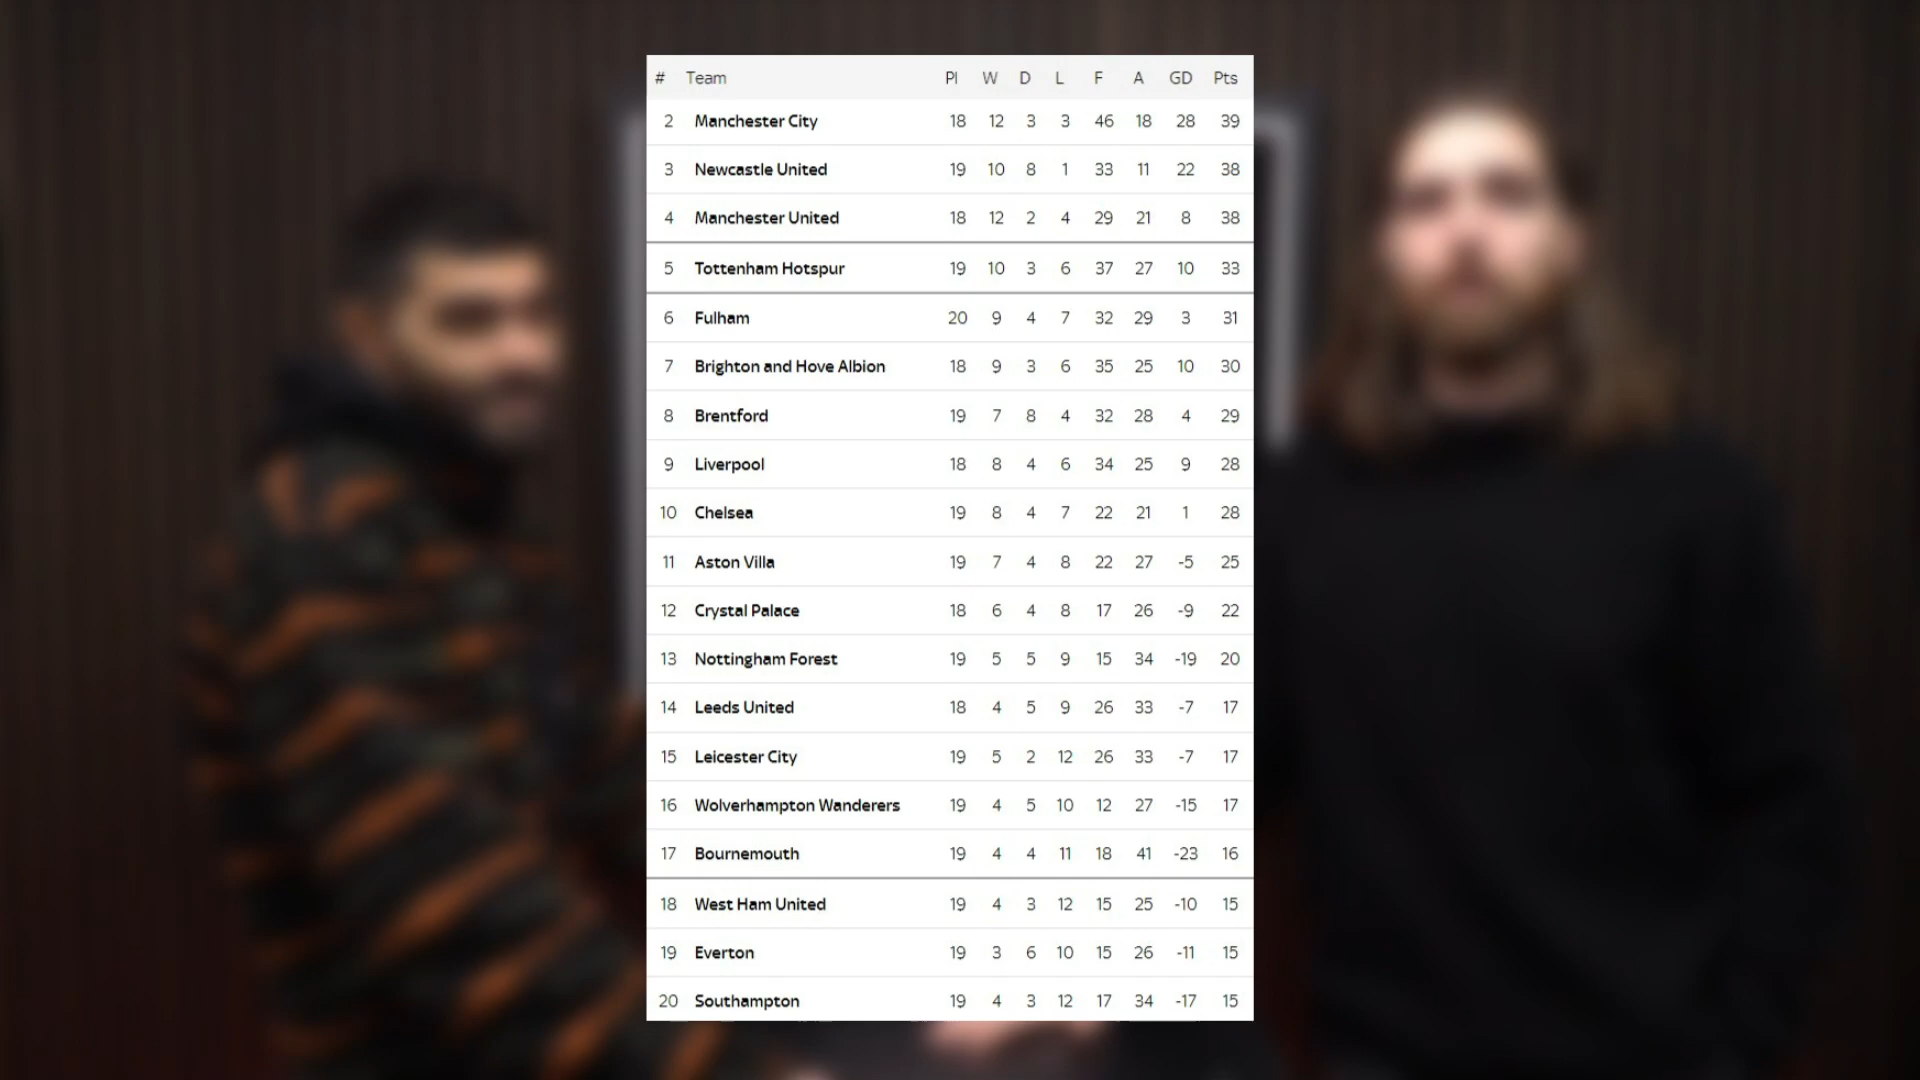 # Team Pl W D L F A GD Pts
2 Manchester City 18 12 3 3 46 18 28 39
3 Newcastle United 19 10 8 1 33 11 22 38
4 Manchester United 18 12 2 4 29 21 8 38
5 Tottenham Hotspur 19 10 3 6 37 27 10 33
6 Fulham 20 9 4 7 32 29 3 31
7 Brighton and Hove Albion 18 9 3 6 35 25 10 30
8 Brentford 19 7 8 4 32 28 4 29
9 Liverpool 18 8 4 6 34 25 9 28
10 Chelsea 19 8 4 7 22 21 1 28
11 Aston Villa 19 7 4 8 22 27 -5 25
12 Crystal Palace 18 6 4 8 17 26 -9 22
13 Nottingham Forest 19 5 5 9 15 34 -19 20
14 Leeds United 18 4 5 9 26 33 -7 17
15 Leicester City 19 5 2 12 26 33 -7 17
16 Wolverhampton Wanderers 19 4 5 10 12 27 -15 17
17 Bournemouth 19 4 4 11 18 41 -23 16
18 West Ham United 19 4 3 12 15 25 -10 15
19 Everton 19 3 6 10 15 26 -11 15
20 Southampton 19 4 3 12 17 34 -17 15